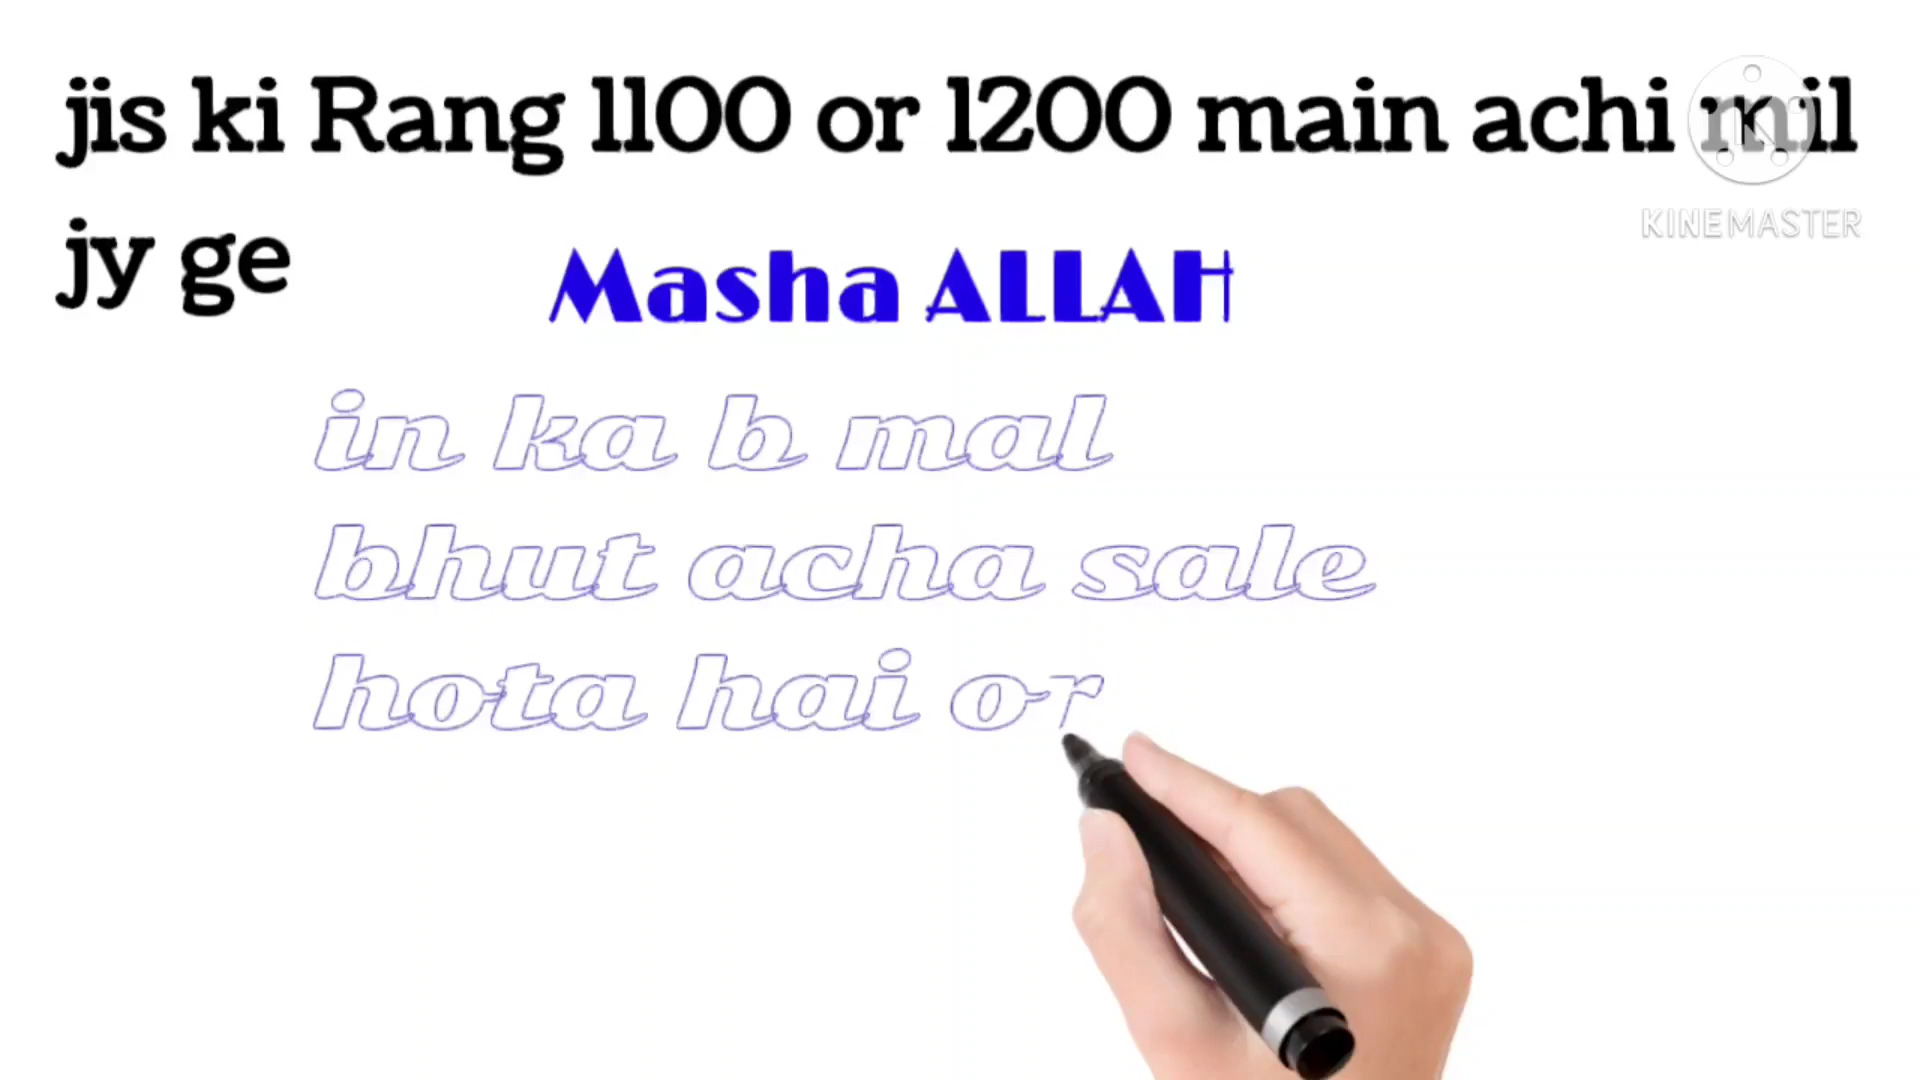 jis ki Rang 1100 or 1200 main achi mil
jy ge
Masha ALLAH
in ka b mal
bhut acha sale
hota hai or
KINEMASTER